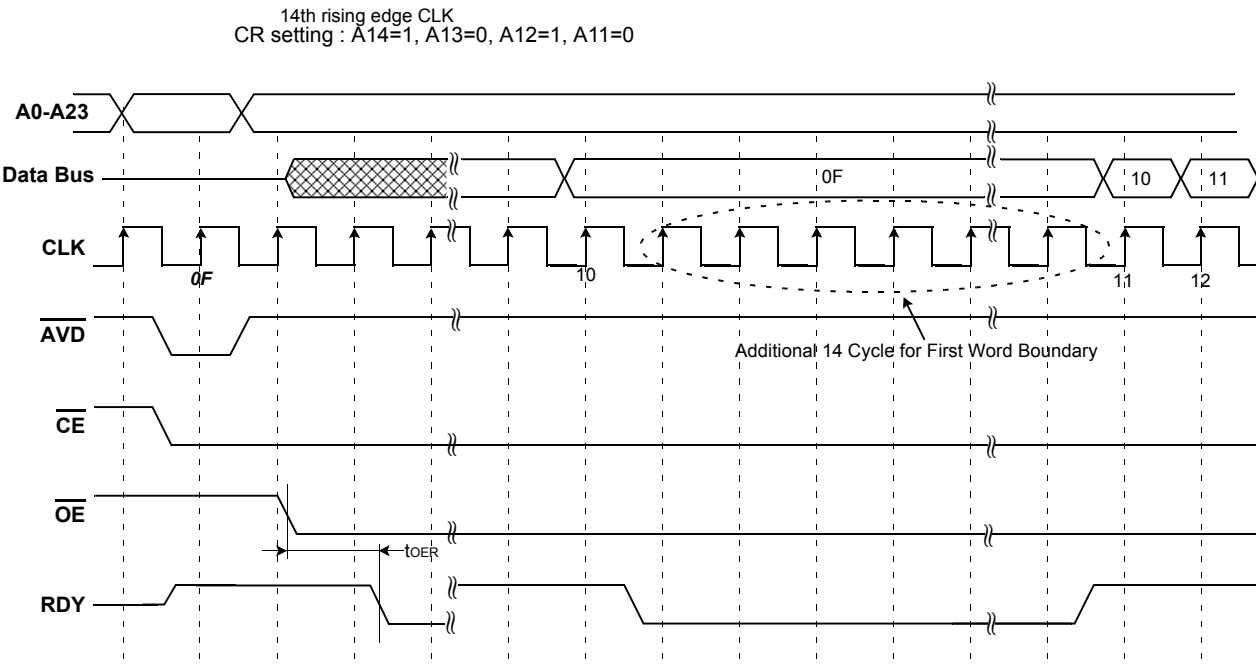 14th rising edge CLK
CR setting : A14=1, A13=0, A12=1, A11=0
A0-A23
Data Bus
0F
10
11
CLK
0F
10
11
12
AVD
Additional 14 Cycle for First Word Boundary
CE
OE
tOER
RDY